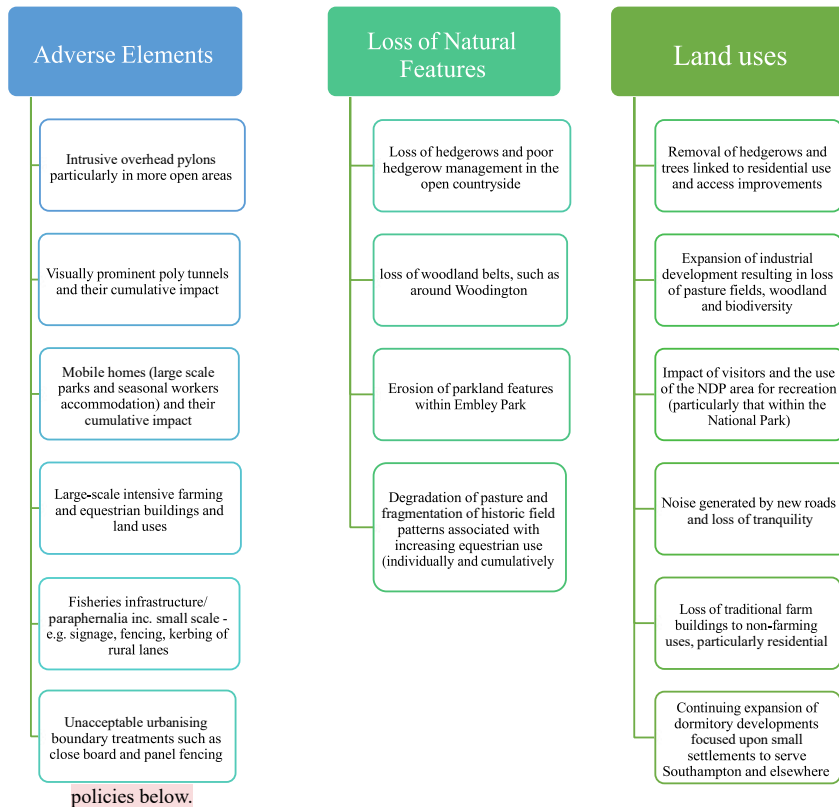 Adverse Elements
Intrusive overhead pylons
particularly in more open areas
Visually prominent poly tunnels
and their cumulative impact
Mobile homes (large scale
parks and seasonal workers
accommodation) and their
cumulative impact
Large-scale intensive farming
and equestrian buildings and
land uses
Fisheries infrastructure/
paraphernalia inc. small scale -
e.g. signage, fencing, kerbing of
rural lanes
Unacceptable urbanising
boundary treatments such as
close board and panel fencing
Loss of Natural
Features
Loss of hedgerows and poor
hedgerow management in the
open countryside
loss of woodland belts, such as
around Woodington
Erosion of parkland features
within Embley Park
Degradation of pasture and
fragmentation of historic field
patterns associated with
increasing equestrian use
(individually and cumulatively
Land uses
Removal of hedgerows and
trees linked to residential use
and access improvements
Expansion of industrial
development resulting in loss
of pasture fields, woodland
and biodiversity
Impact of visitors and the use
of the NDP area for recreation
(particularly that within the
National Park)
Noise generated by new roads
and loss of tranquility
Loss of traditional farm
buildings to non-farming
uses, particularly residential
Continuing expansion of
dormitory developments
focused upon small
settlements to serve
Southampton and elsewhere
policies below.